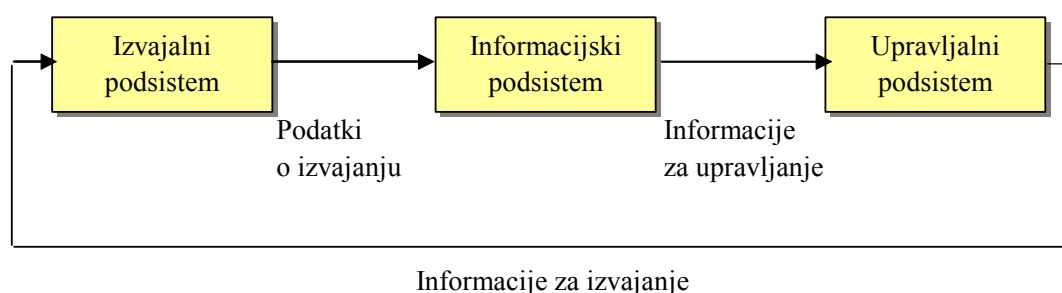 Izvajalni
podsistem
Informacijski
podsistem
Upravljalni
podsistem
Podatki
o izvajanju
Informacije
za upravljanje
Informacije za izvajanje